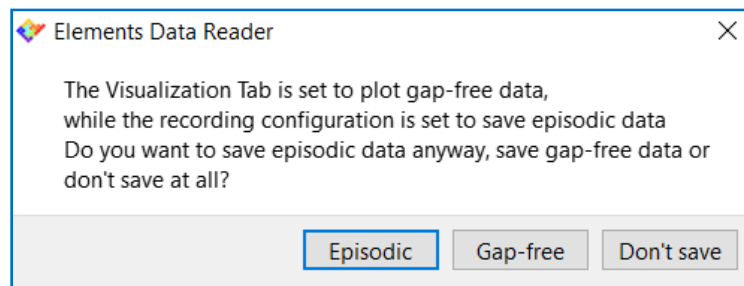 Elements Data Reader
The Visualization Tab is set to plot gap-free data,
while the recording configuration is set to save episodic data
Do you want to save episodic data anyway, save gap-free data or
don't save at all?
Episodic Gap-free Don't save